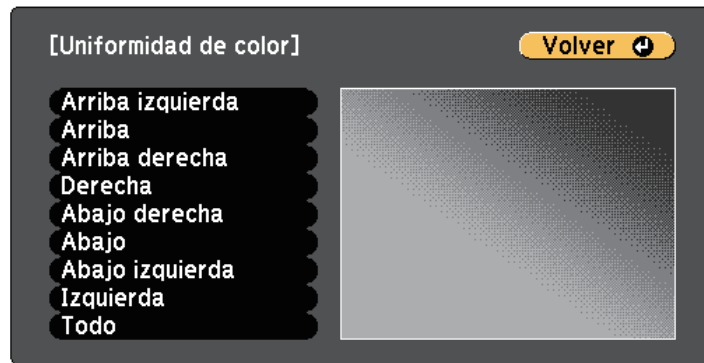 [Uniformidad de color]
Volver
Arriba izquierda
Arriba
Arriba derecha
Derecha
Abajo derecha
Abajo
Abajo izquierda
Izquierda
Todo